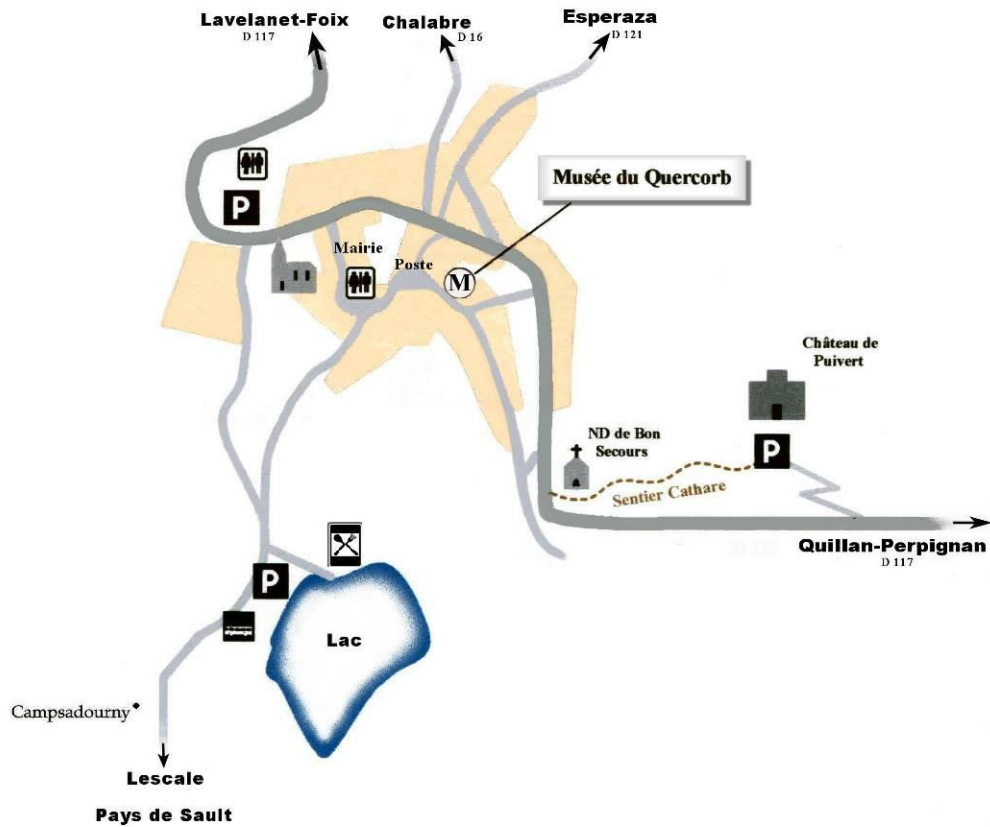 Lavelanet-Foix
D 117
Chalabre
D 16
Esperaza
D 121
Musée du Quercorb
P
Mairie
Poste
M
Château de
Puivert
P
ND de Bon
Secours
Sentier Cathare
Quillan-Perpignan
D 117
P
Lac
Campsadourny
Lescale
Pays de Sault